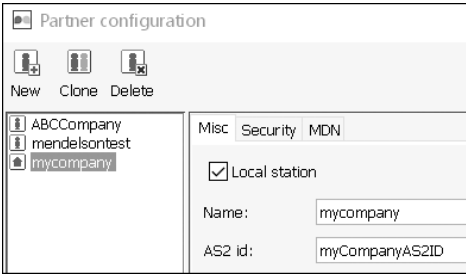 Partner configuration
New Clone Delete
ABCCompany
mendelsontest
mycompany
Misc Security MDN
Local station
Name: mycompany
AS2 id: myCompanyAS2ID